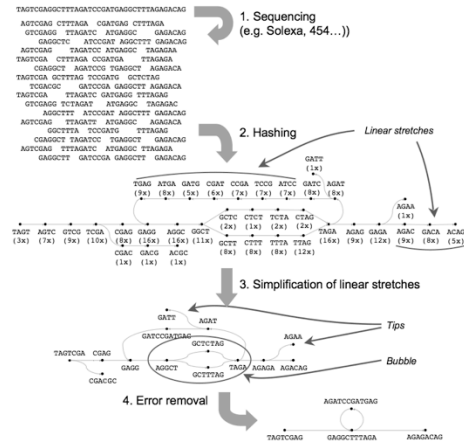 TAGTCGAGGCTTTAGATCCGATGAGGCTTTAGAGACAG
AGTCGAG CTTTAGA CGATGAG CTTTAGAG
GTCGAGG TTAGATC ATGAGGC GAGACAG
GAGGCTC ATCCGAT AGGCTTT GAGACAG
AGTCGAG TAGATCC ATGAGGC TAGAGAA
TAGTCGA CTTTAGA CCGATGA TTAGAGA
CGAGGCT AGATCCG TGAGGCT AGAGACA
TAGTCGA GCTTTAG TCCGATG GCTCTAG
TCGACGC GATCCGA GAGGCTT AGAGACA
TAGTCGA TTAGATC GATGAGG TTTAGAG
GTCGAGG TCTAGAT ATGAGGC TAGAGAC
AGGCTTT ATCCGAT AGGCTTT GAGACAG
AGTCGAG TTAGATT ATGAGGC AGAGACA
GGCTTTA TCCGATG TTTAGAG
CGAGGCT TAGATCC TGAGGCT GAGACAG
AGTCGAG TTTAGATC ATGAGGC TTAGAGA
GAGGCTT GATCCGA GAGGCTT GAGACAG
1. Sequencing
(e.g. Solexa, 454…))
2. Hashing
Linear stretches
GATT
(1x)
TGAG ATGA GATG CGAT CCGA TCCG ATCC GATC AGAT
(9x) (8x) (5x) (6x) (7x) (7x) (7x) (8x) (8x)
AGAA
(1x)
GCTC CTCT TCTA CTAG
(2x) (1x) (2x) (2x)
TAGT AGTC GTCG TCGA CGAG GAGG AGGC GGCT TAGA AGAG GAGA AGAC GACA ACAG
(3x) (7x) (9x) (10x) (8x) (16x) (16x) (11x) (16x) (9x) (12x) (9x) (8x) (5x)
CGAC GACG ACGC
(1x) (1x) (1x)
GCTT CTTT TTTA TTAG
(8x) (8x) (8x) (12x)
3. Simplification of linear stretches
GATT AGAT
Tips
GATCCGATGAG
AGAA
GCTCTAG
TAGTCGA CGAG
Bubble
GAGG AGGCT TAGA AGAGA AGACAG
CGACGC
GCTTTAG
4. Error removal
AGATCCGATGAG
TAGTCGAG GAGGCTTTAGA AGAGACAG